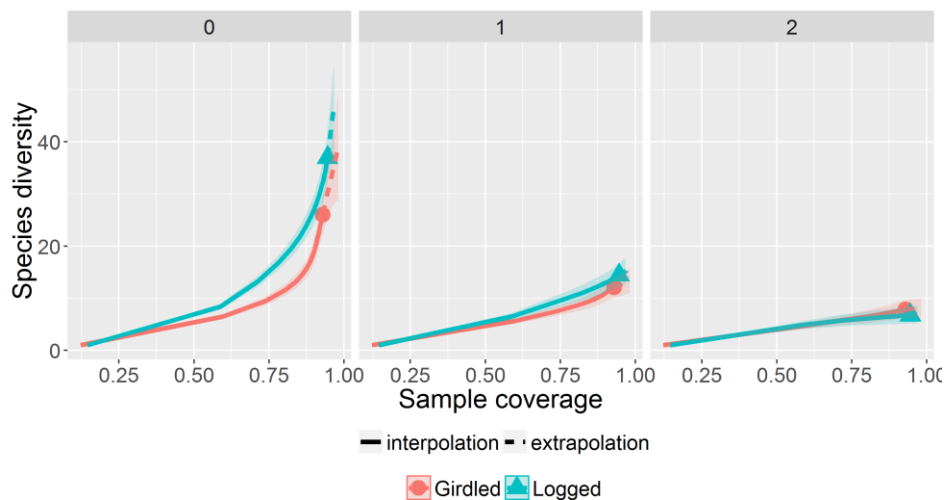 0 1 2
Species diversity
40
20
0
0.25 0.50 0.75 1.00 0.25 0.50 0.75 1.00 0.25 0.50 0.75 1.00
Sample coverage
interpolation extrapolation
Girdled Logged